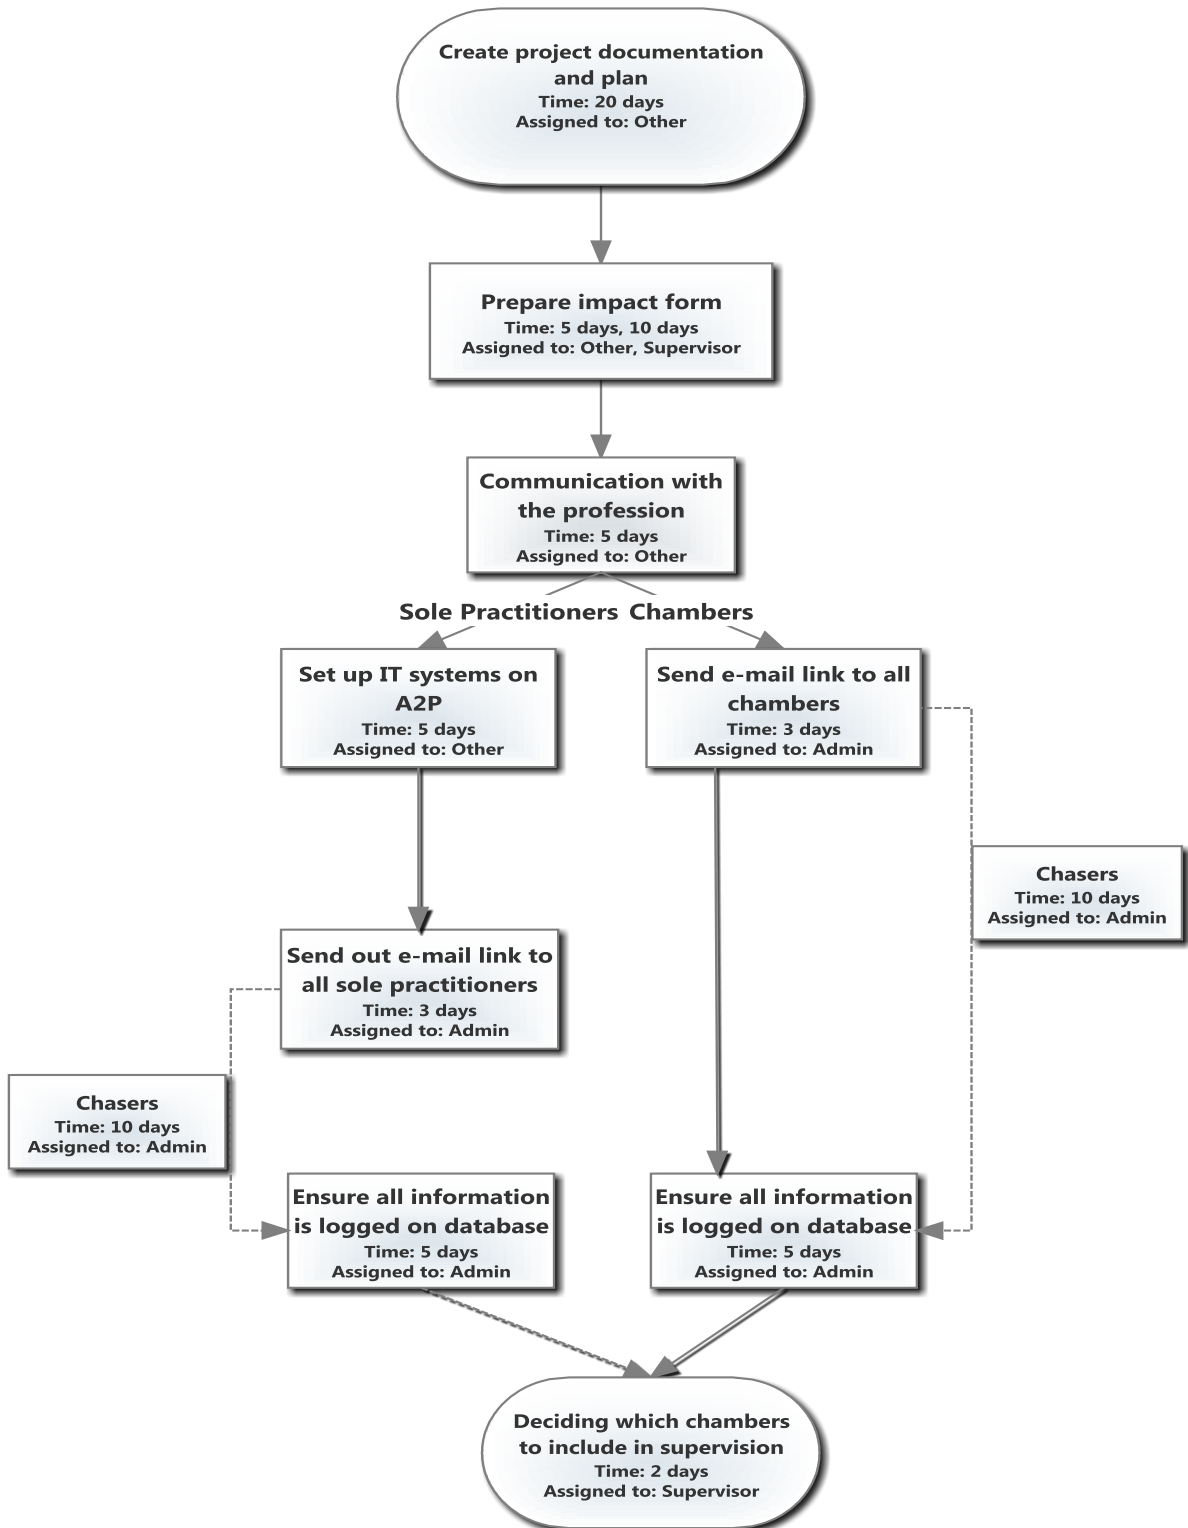 Create project documentation
and plan
Time: 20 days
Assigned to: Other
Prepare impact form
Time: 5 days, 10 days
Assigned to: Other, Supervisor
Communication with
the profession
Time: 5 days
Assigned to: Other
Sole Practitioners
Chambers
Set up IT systems on
A2P
Time: 5 days
Assigned to: Other
Send e-mail link to all
chambers
Time: 3 days
Assigned to: Admin
Chasers
Time: 10 days
Assigned to: Admin
Send out e-mail link to
all sole practitioners
Time: 3 days
Assigned to: Admin
Chasers
Time: 10 days
Assigned to: Admin
Ensure all information
is logged on database
Time: 5 days
Assigned to: Admin
Ensure all information
is logged on database
Time: 5 days
Assigned to: Admin
Deciding which chambers
to include in supervision
Time: 2 days
Assigned to: Supervisor